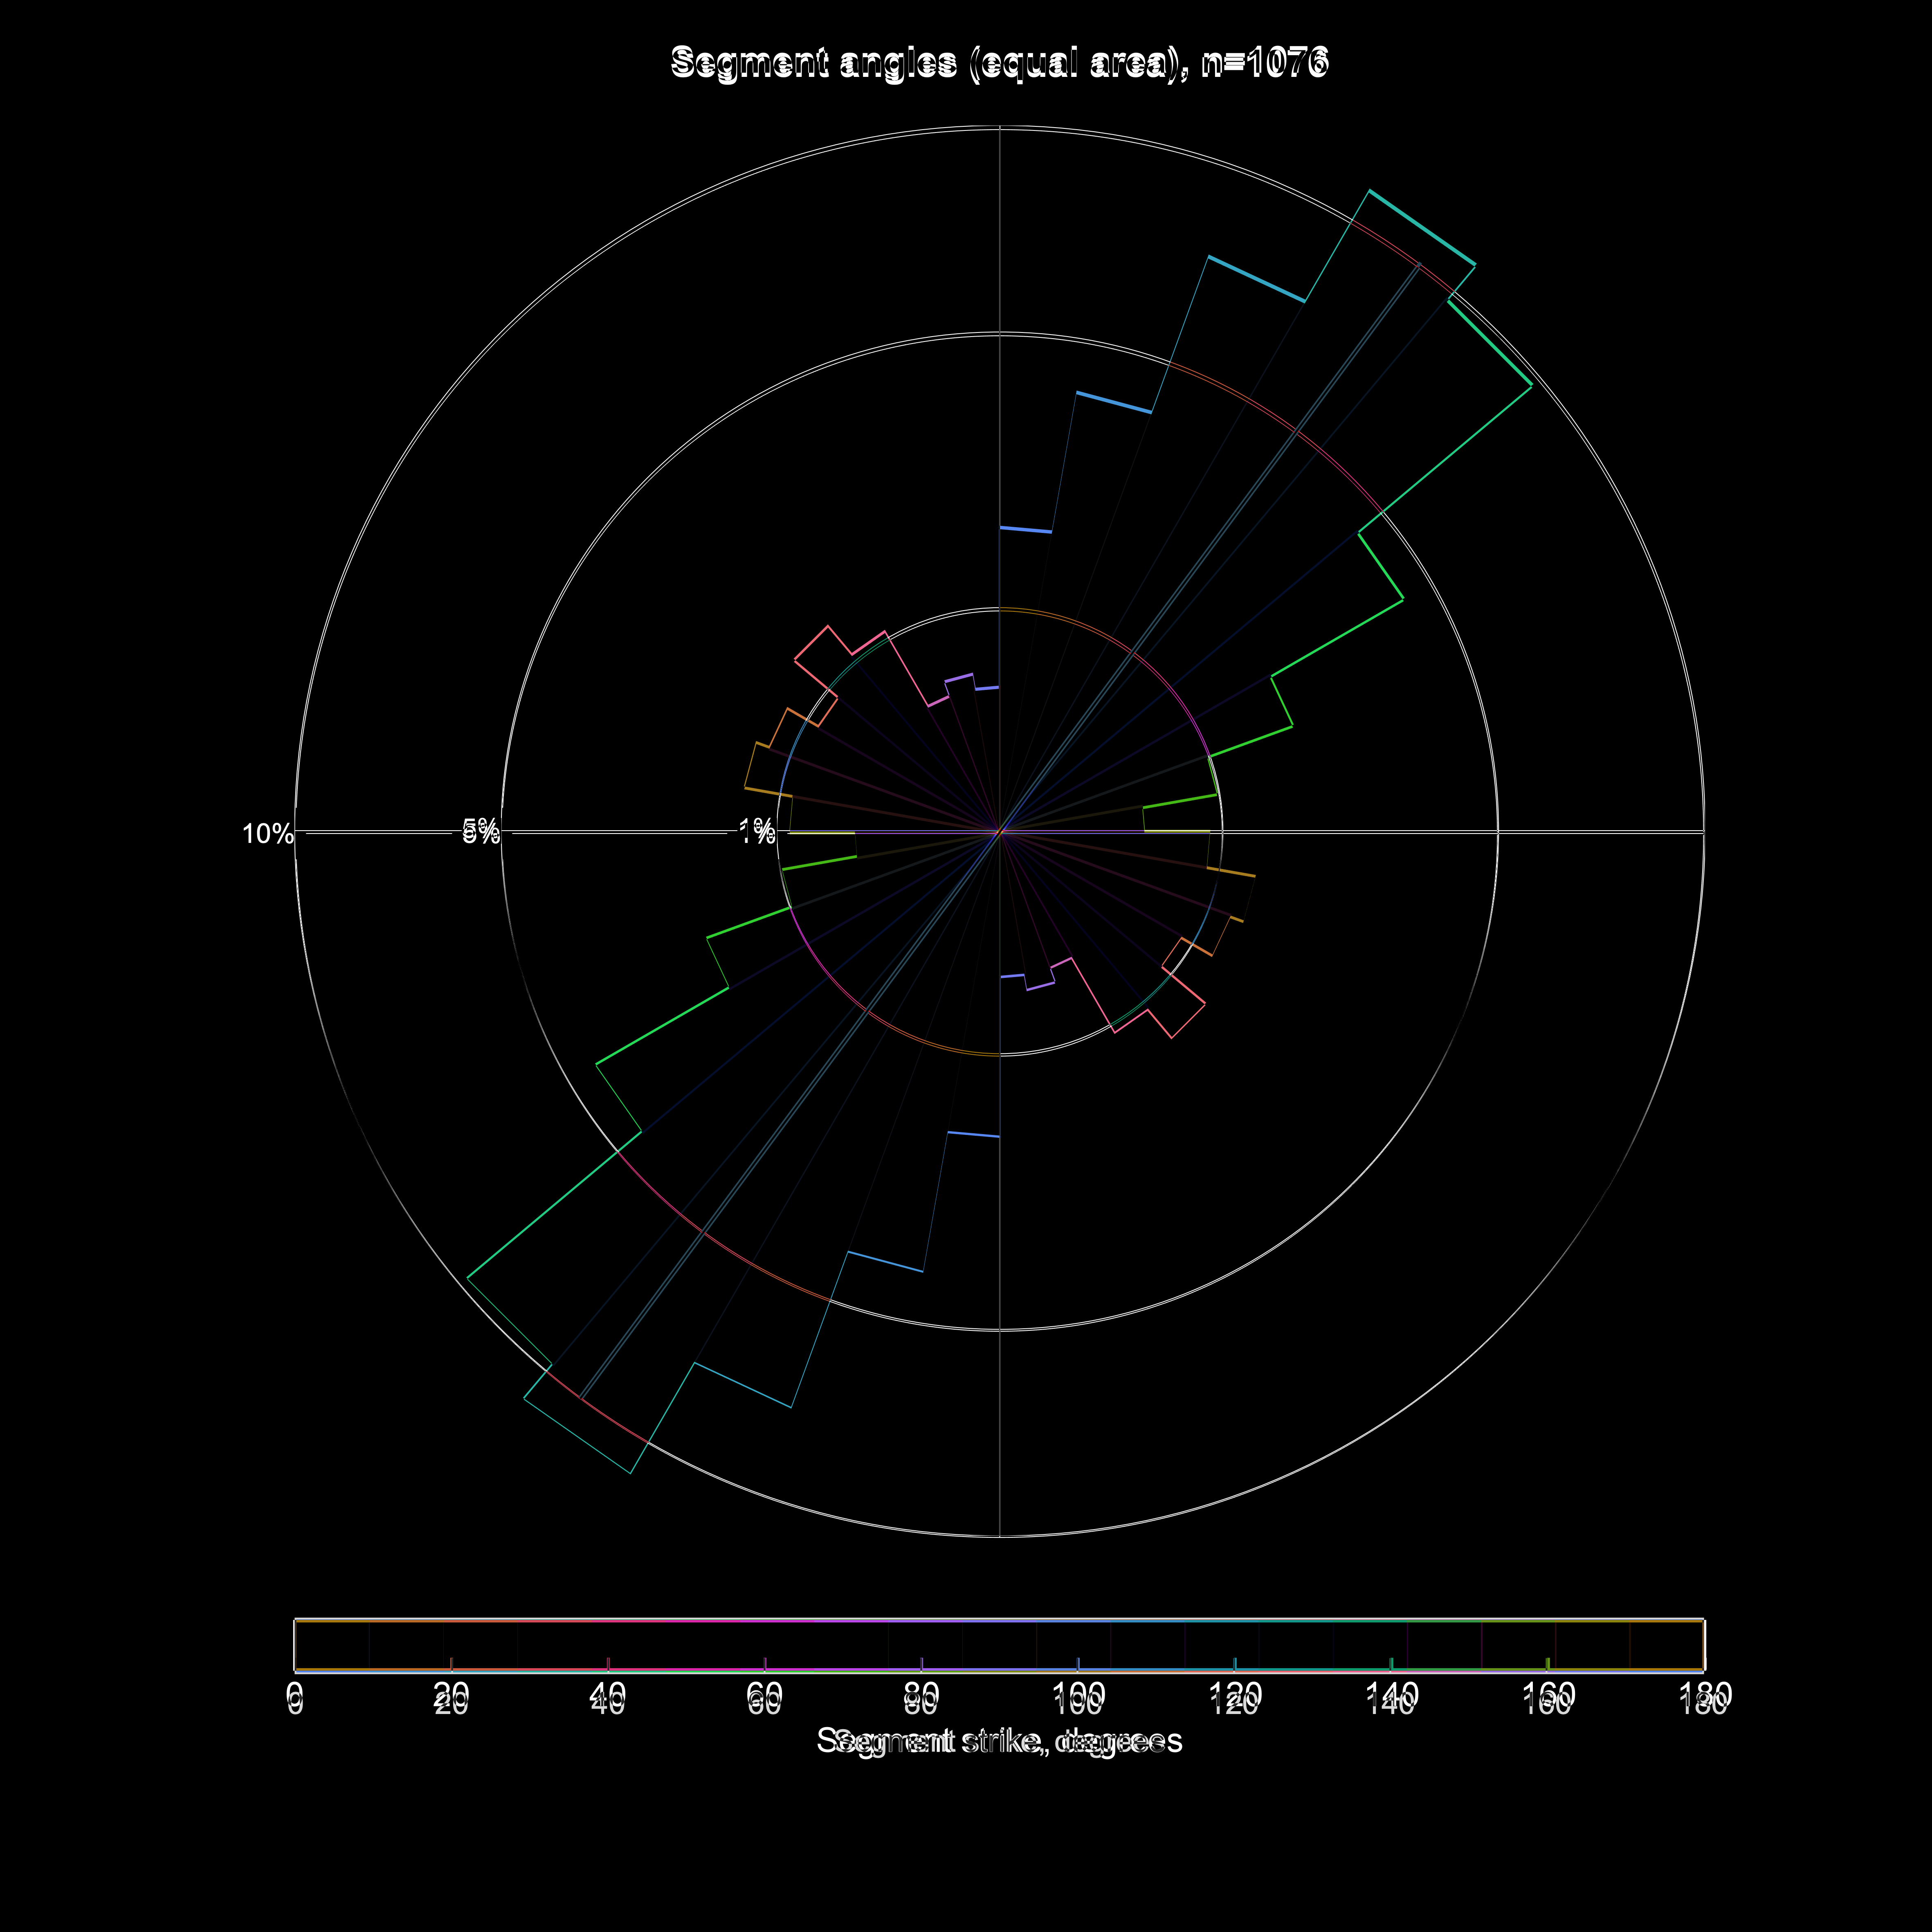 Segment angles (equal area), n=1076
10% 5% 1%
0 20 40 60 80 100 120 140 160 180
Segment strike, degrees